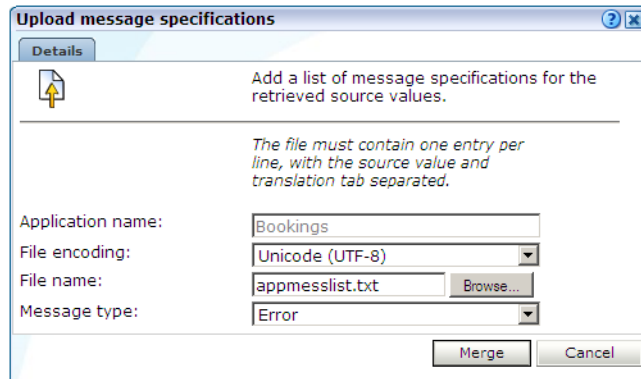 Upload message specifications
Details
Add a list of message specifications for the
retrieved source values.
The file must contain one entry per
line, with the source value and
translation tab separated.
Application name: Bookings
File encoding: Unicode (UTF-8)
File name: appmesslist.txt Browse...
Message type: Error
Merge Cancel